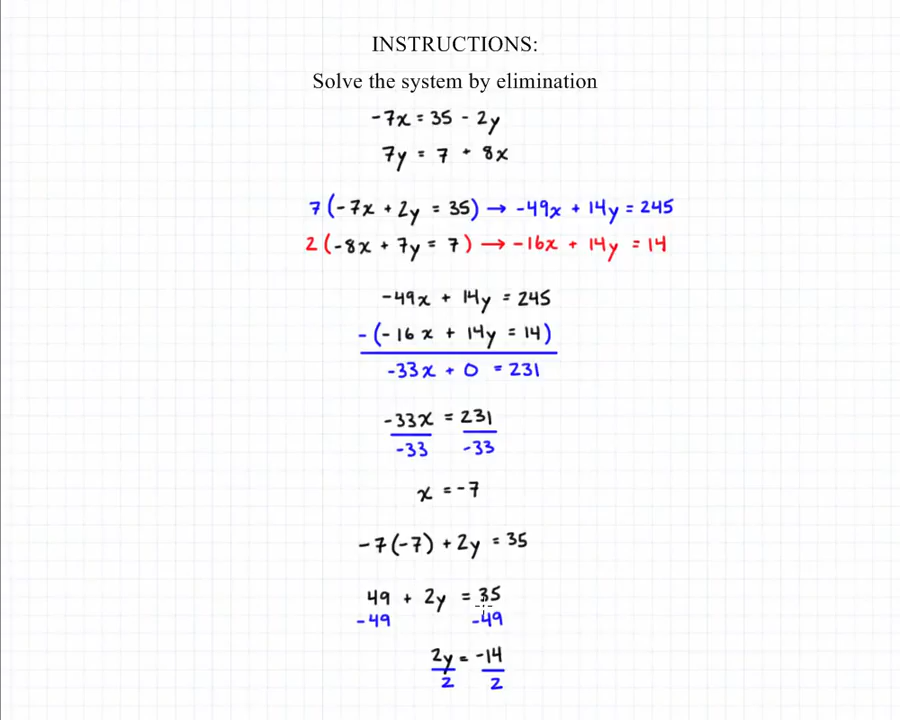 INSTRUCTIONS:
Solve the system by elimination
-7x = 35 - 2y
7y = 7 + 8x
7(-7x + 2y = 35) → -49x + 14y = 245
2(-8x + 7y = 7) → -16x + 14y = 14
-49x + 14y = 245
-(-16x + 14y = 14)
-33x + 0 = 231
-33x = 231
-33 -33
x = -7
-7(-7) + 2y = 35
49 + 2y = 35
-49 -49
2y = -14
2 2